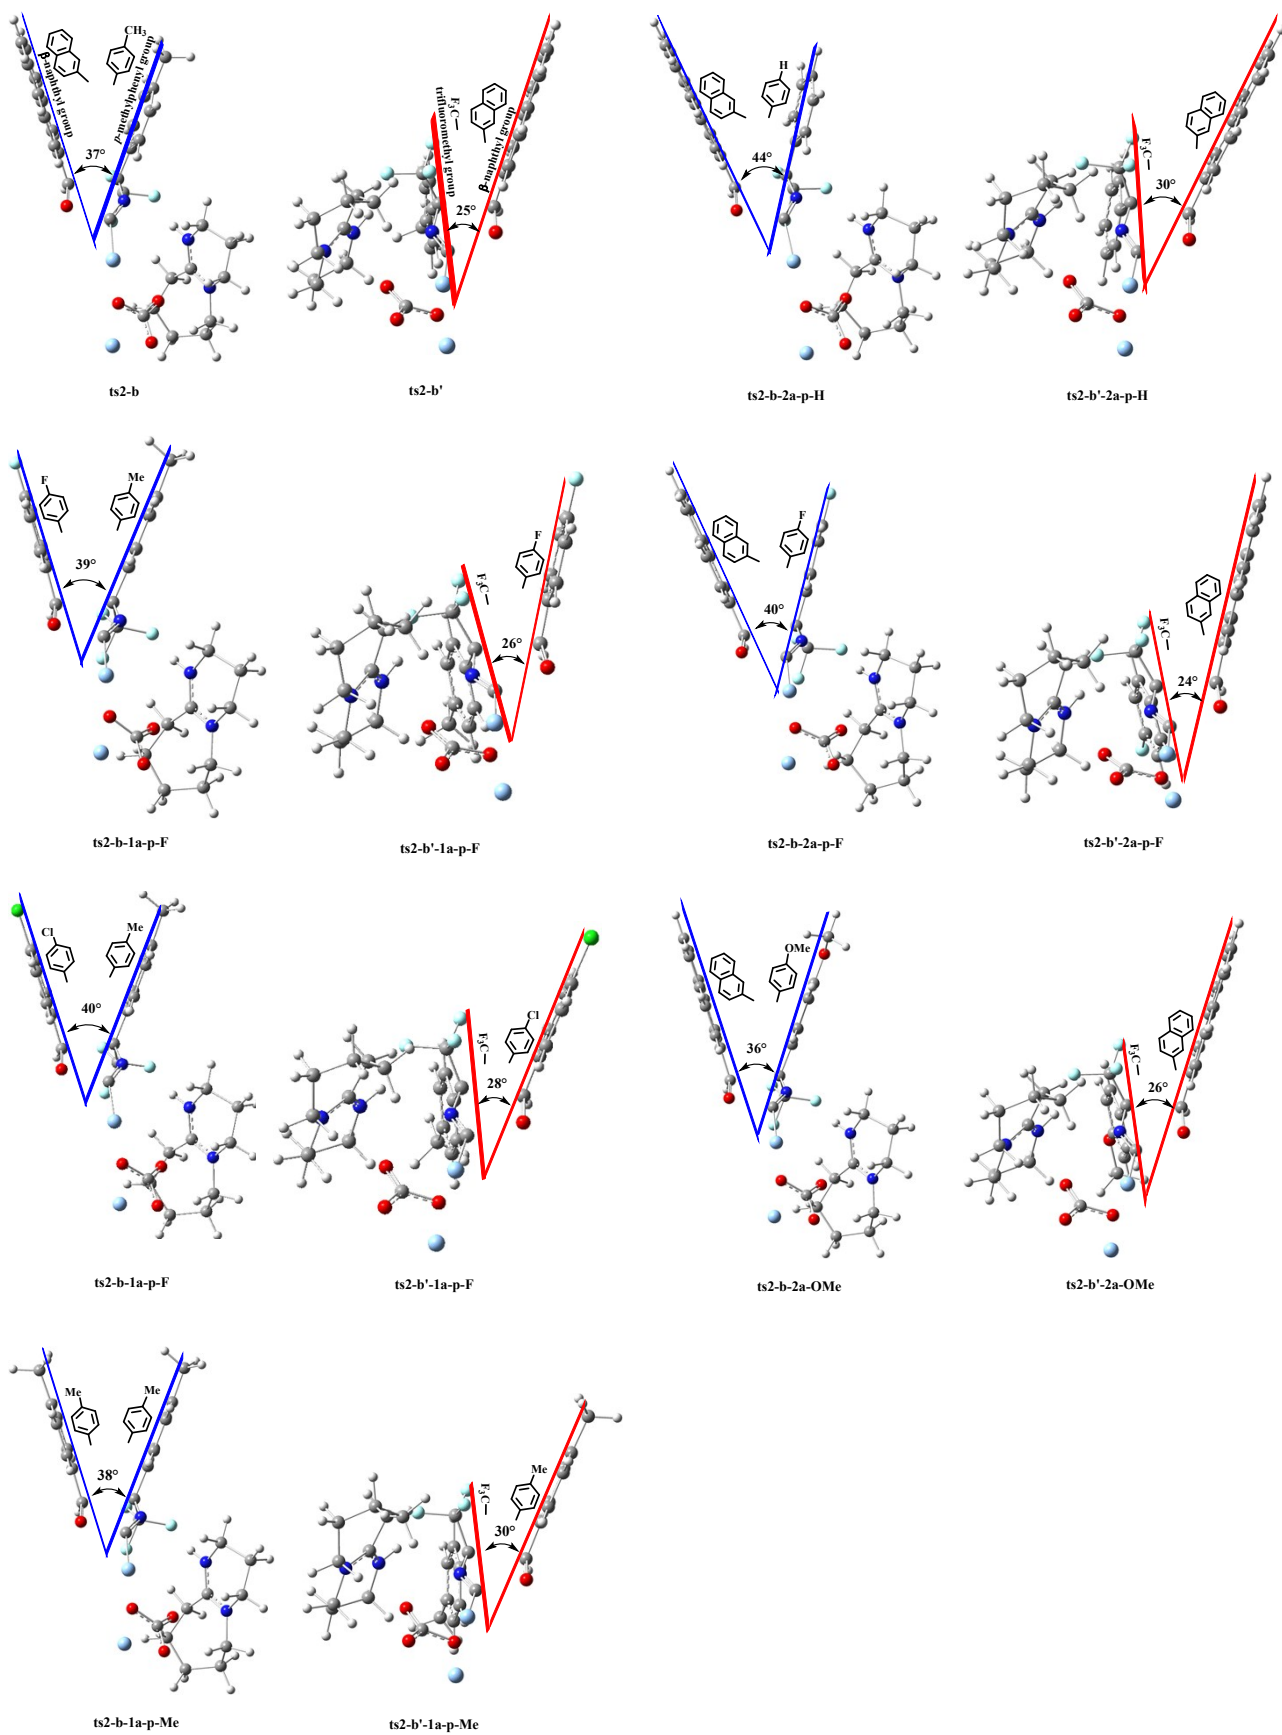 CH₃
β-naphthyl group
p-methylphenyl group
37°
ts2-b
F₃C
trifluoromethyl group
β-naphthyl group
25°
ts2-b'
H
44°
ts2-b-2a-p-H
F₃C
30°
ts2-b'-2a-p-H
F
Me
39°
ts2-b-1a-p-F
F₃C
F
26°
ts2-b'-1a-p-F
F
40°
ts2-b-2a-p-F
F₃C
24°
ts2-b'-2a-p-F
Cl
Me
40°
ts2-b-1a-p-F
F₃C
Cl
28°
ts2-b'-1a-p-F
OMe
36°
ts2-b-2a-OMe
F₃C
26°
ts2-b'-2a-OMe
Me
Me
38°
ts2-b-1a-p-Me
F₃C
Me
30°
ts2-b'-1a-p-Me